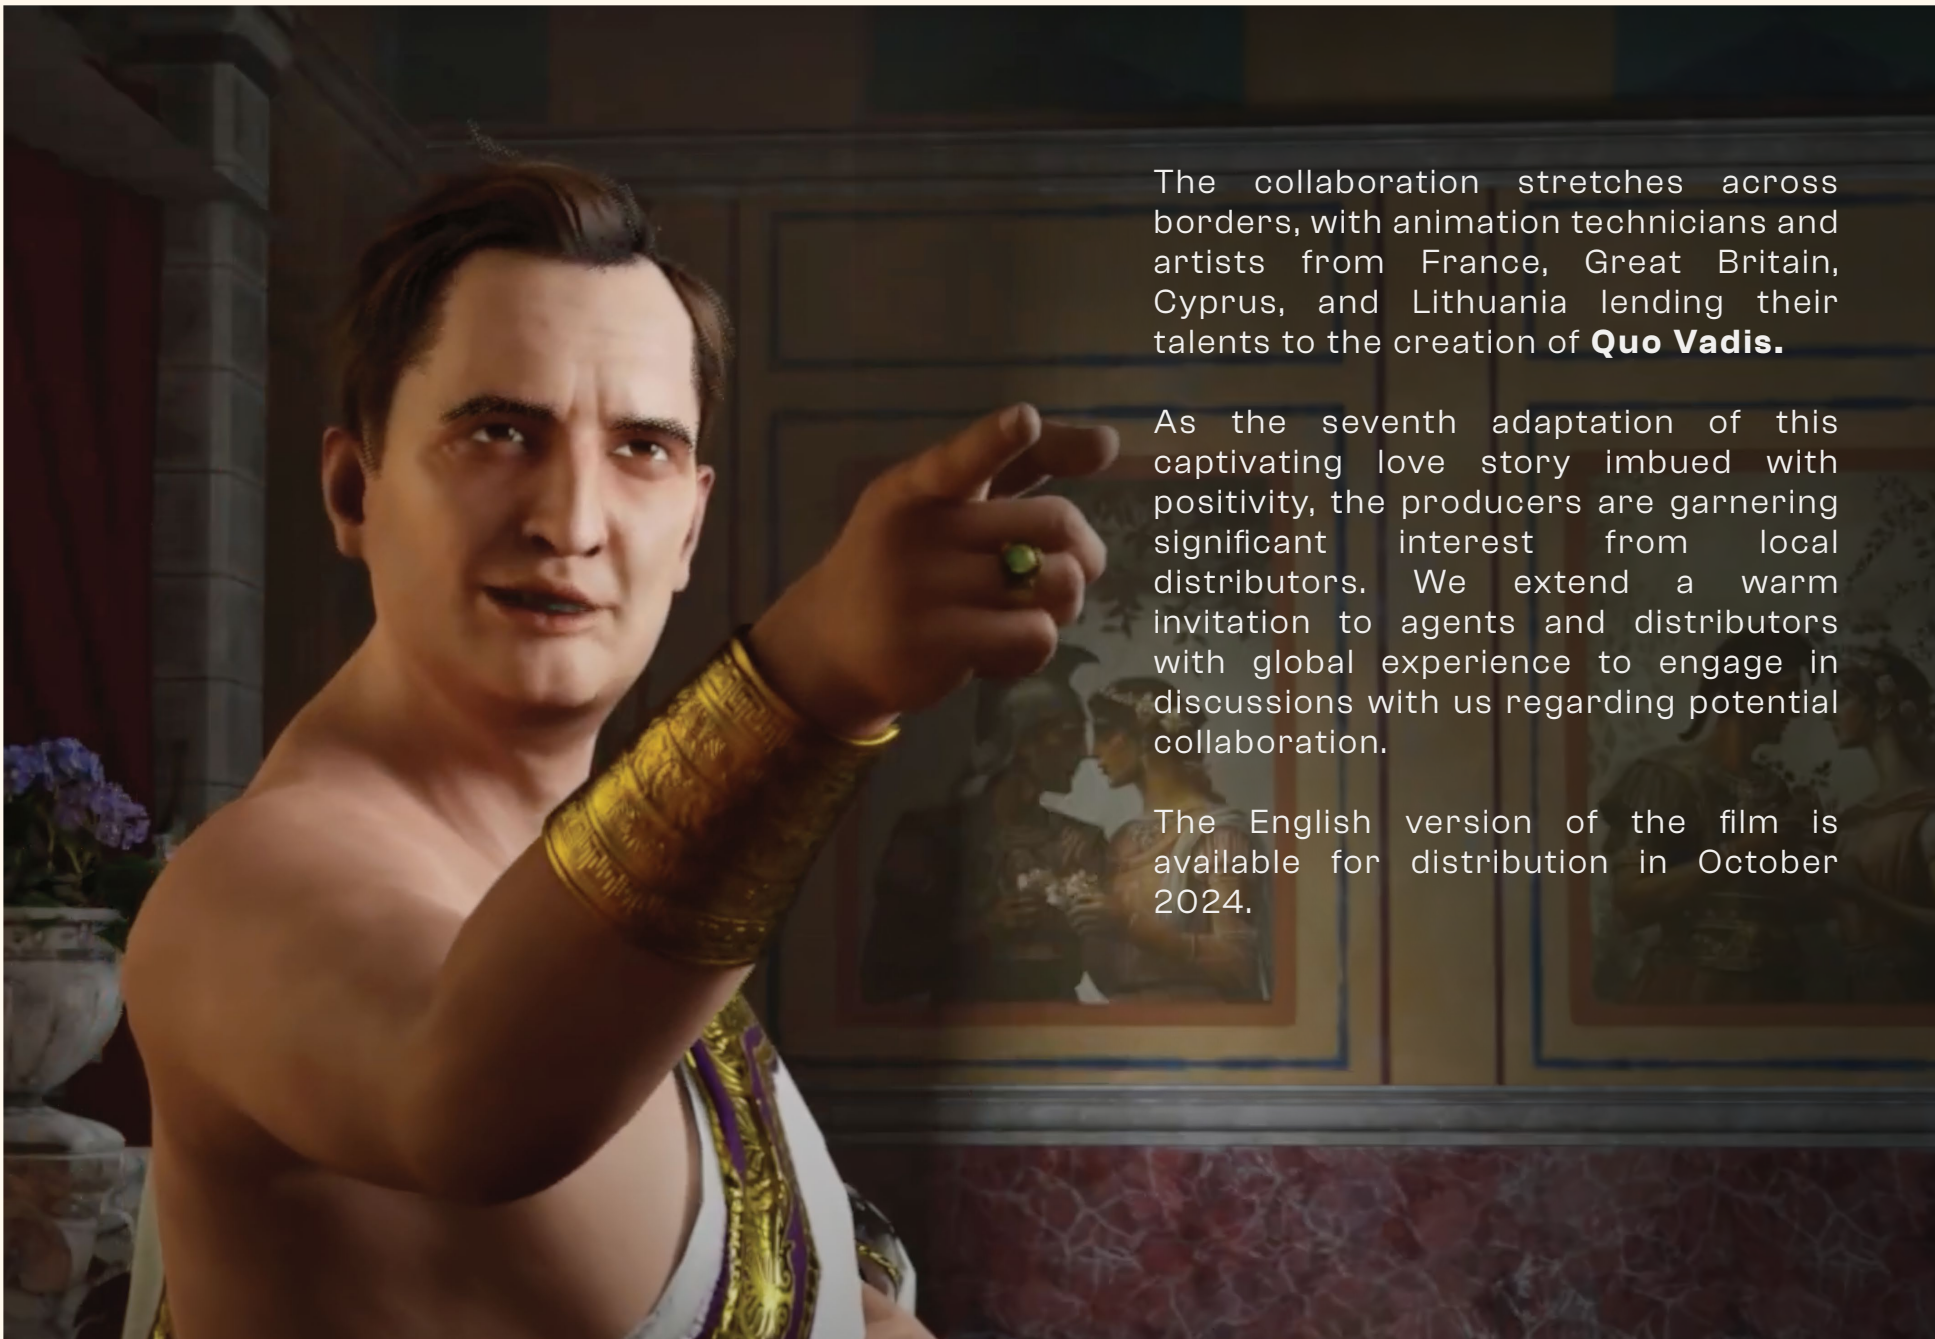 The collaboration stretches across
borders, with animation technicians and
artists from France, Great Britain,
Cyprus, and Lithuania lending their
talents to the creation of Quo Vadis.
As the seventh adaptation of this
captivating love story imbued with
positivity, the producers are garnering
significant interest from local
distributors. We extend a warm
invitation to agents and distributors
with global experience to engage in
discussions with us regarding potential
collaboration.
The English version of the film is
available for distribution in October
2024.